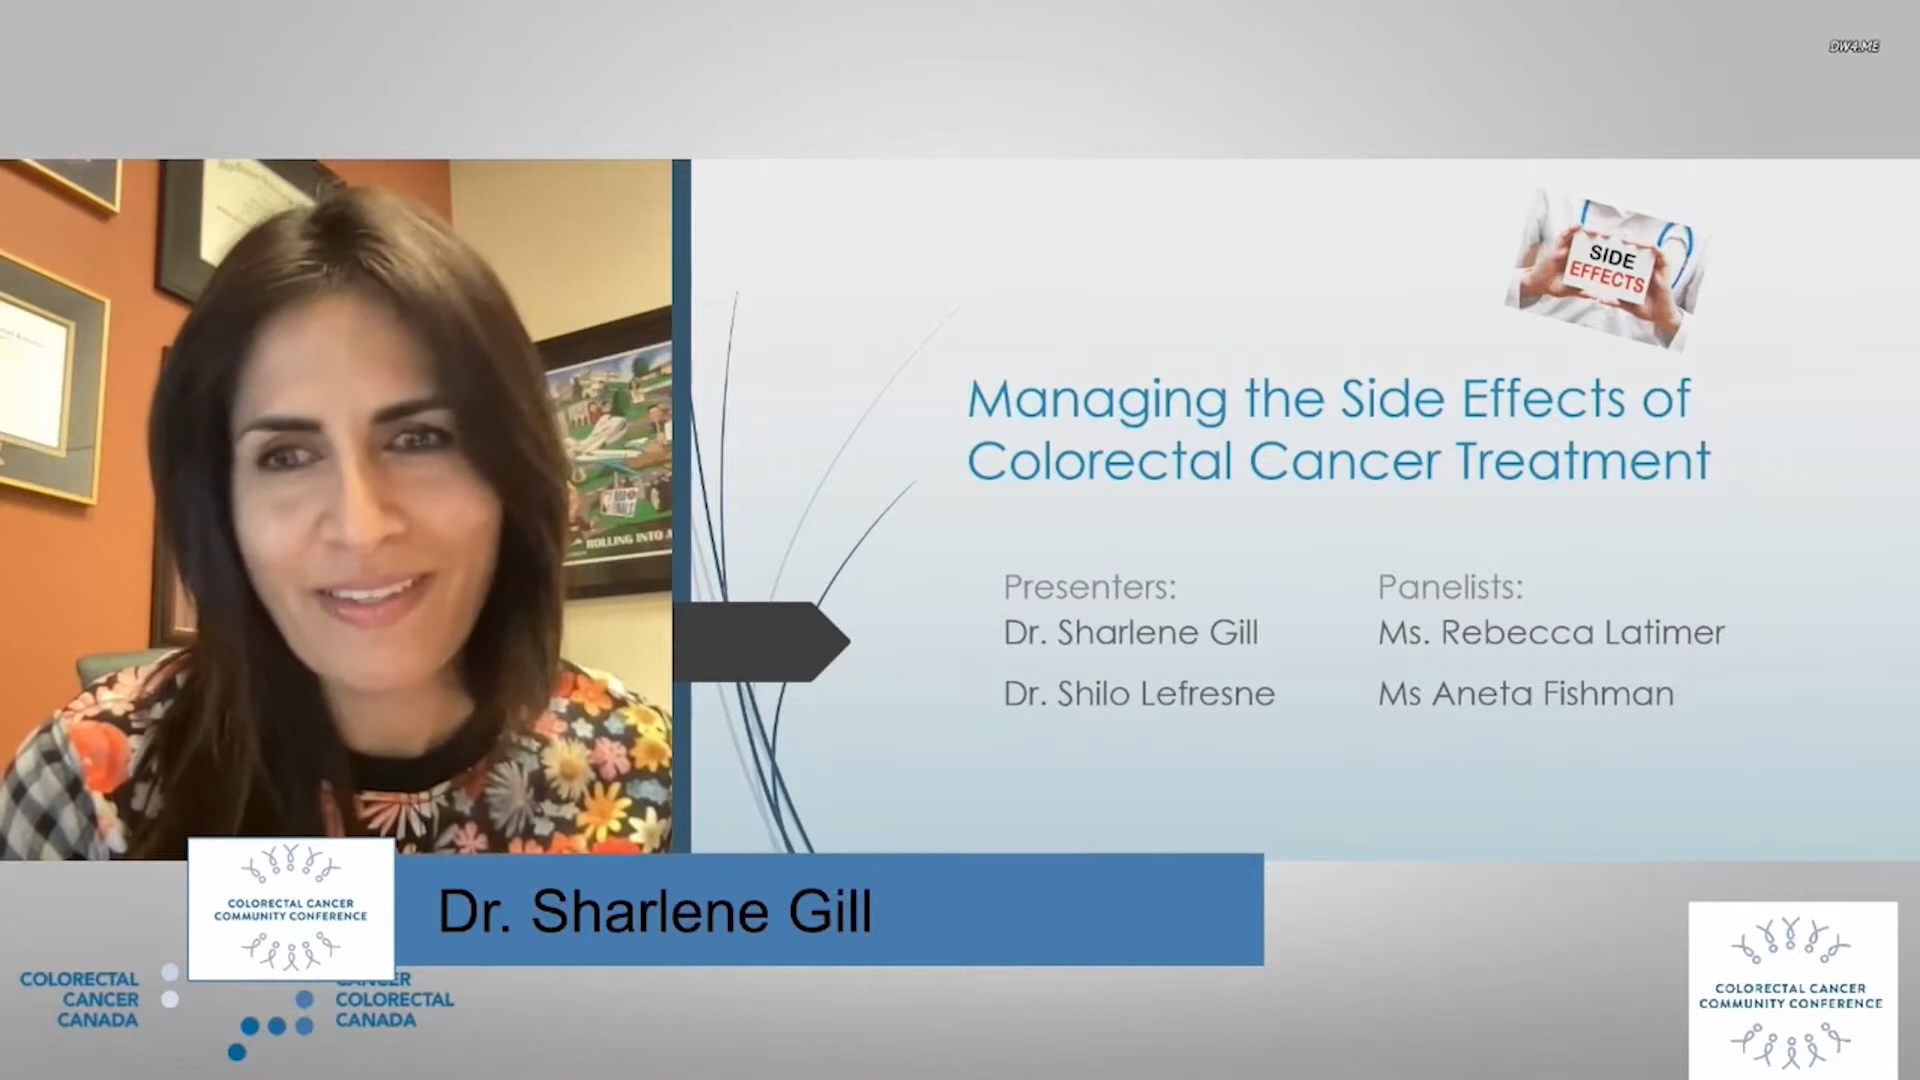 DW4.ME
SIDE
EFFECTS
Managing the Side Effects of
Colorectal Cancer Treatment
Presenters:
Dr. Sharlene Gill
Dr. Shilo Lefresne
Panelists:
Ms. Rebecca Latimer
Ms Aneta Fishman
ROLLING INTO A
COLORECTAL CANCER
COMMUNITY CONFERENCE
Dr. Sharlene Gill
COLORECTAL
CANCER
CANADA
CANCER
COLORECTAL
CANADA
COLORECTAL CANCER
COMMUNITY CONFERENCE